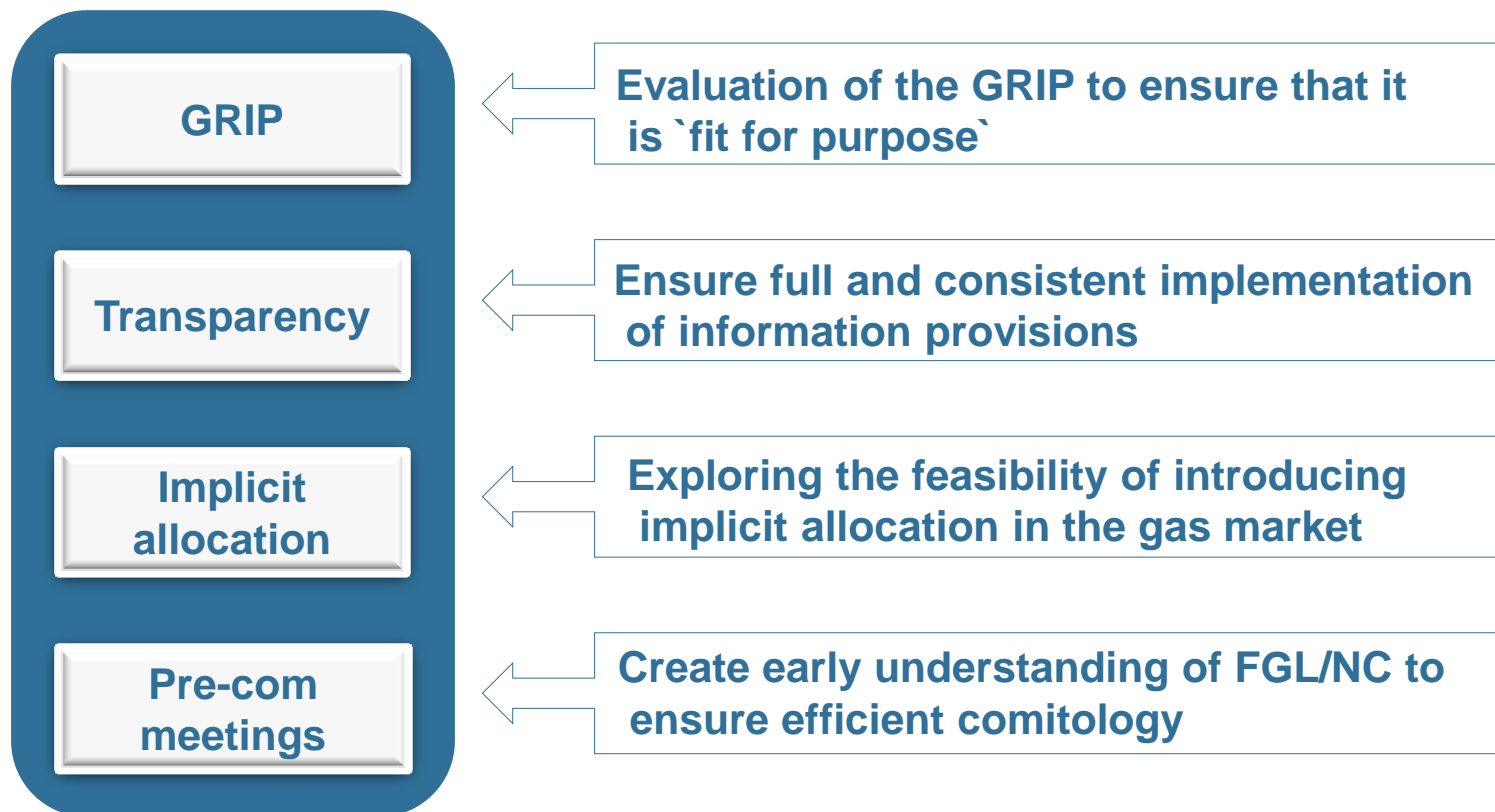 GRIP
Evaluation of the GRIP to ensure that it
is `fit for purpose`
Transparency
Ensure full and consistent implementation
of information provisions
Implicit
allocation
Exploring the feasibility of introducing
implicit allocation in the gas market
Pre-com
meetings
Create early understanding of FGL/NC to
ensure efficient comitology